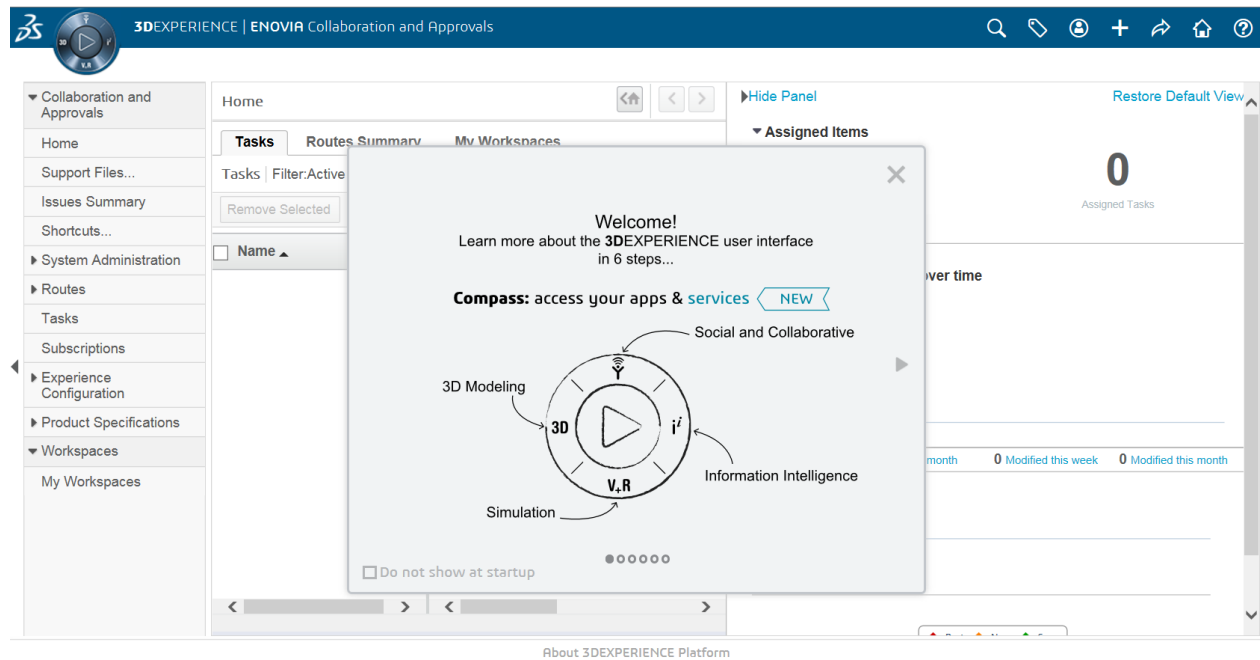 3DEXPERIENCE | ENOVIA Collaboration and Approvals
3D
i²
V.R
Collaboration and
Approvals
Home
Support Files...
Issues Summary
Shortcuts...
System Administration
Routes
Tasks
Subscriptions
Experience
Configuration
Product Specifications
Workspaces
My Workspaces
Home
Tasks Routes Summary My Workspaces
Tasks Filter:Active
Remove Selected
Name
Hide Panel Restore Default View
Assigned Items
0
Assigned Tasks
over time
month 0 Modified this week 0 Modified this month
Welcome!
Learn more about the 3DEXPERIENCE user interface
in 6 steps...
Compass: access your apps & services NEW
Social and Collaborative
3D Modeling
3D
iⁱ
V+R
Information Intelligence
Simulation
Do not show at startup
About 3DEXPERIENCE Platform